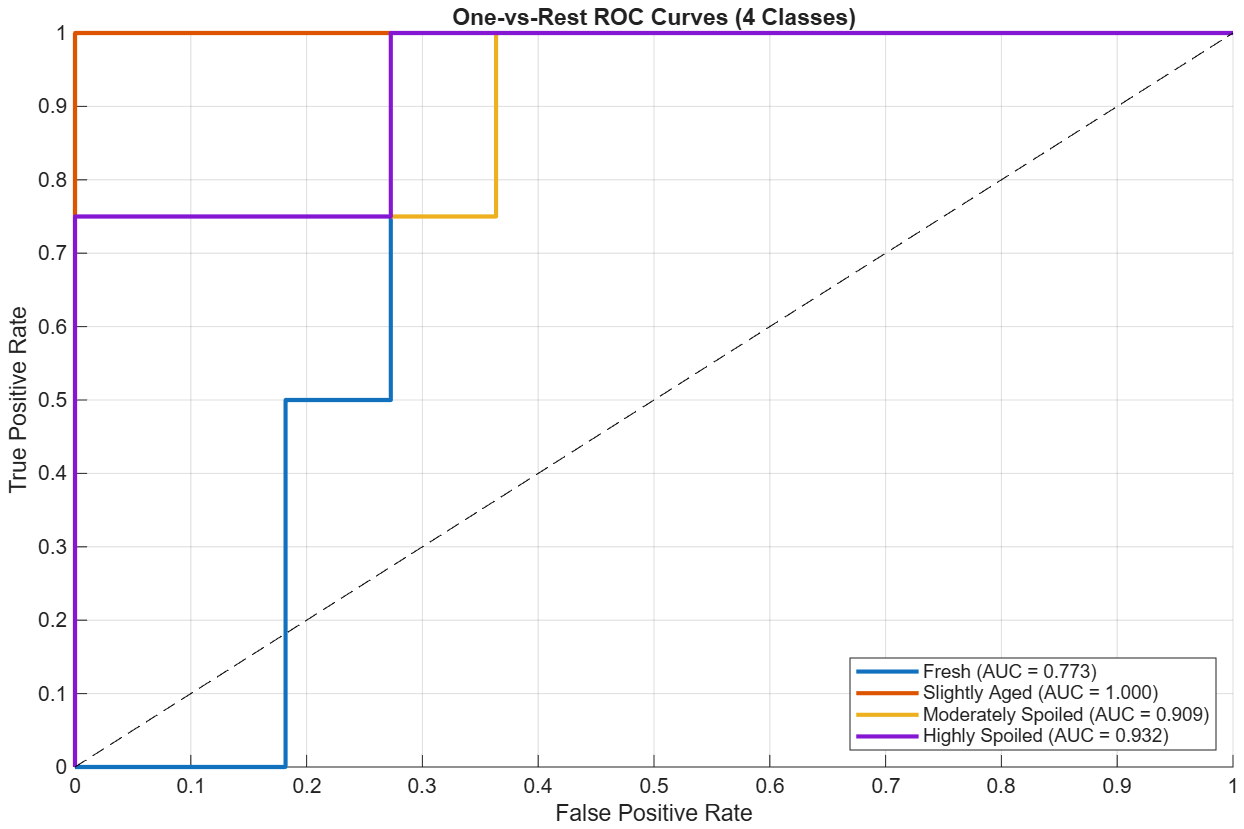 One-vs-Rest ROC Curves (4 Classes)
1
0.9
0.8
0.7
0.6
0.5
0.4
0.3
0.2
0.1
0
True Positive Rate
Fresh (AUC = 0.773)
Slightly Aged (AUC = 1.000)
Moderately Spoiled (AUC = 0.909)
Highly Spoiled (AUC = 0.932)
0 0.1 0.2 0.3 0.4 0.5 0.6 0.7 0.8 0.9 1
False Positive Rate